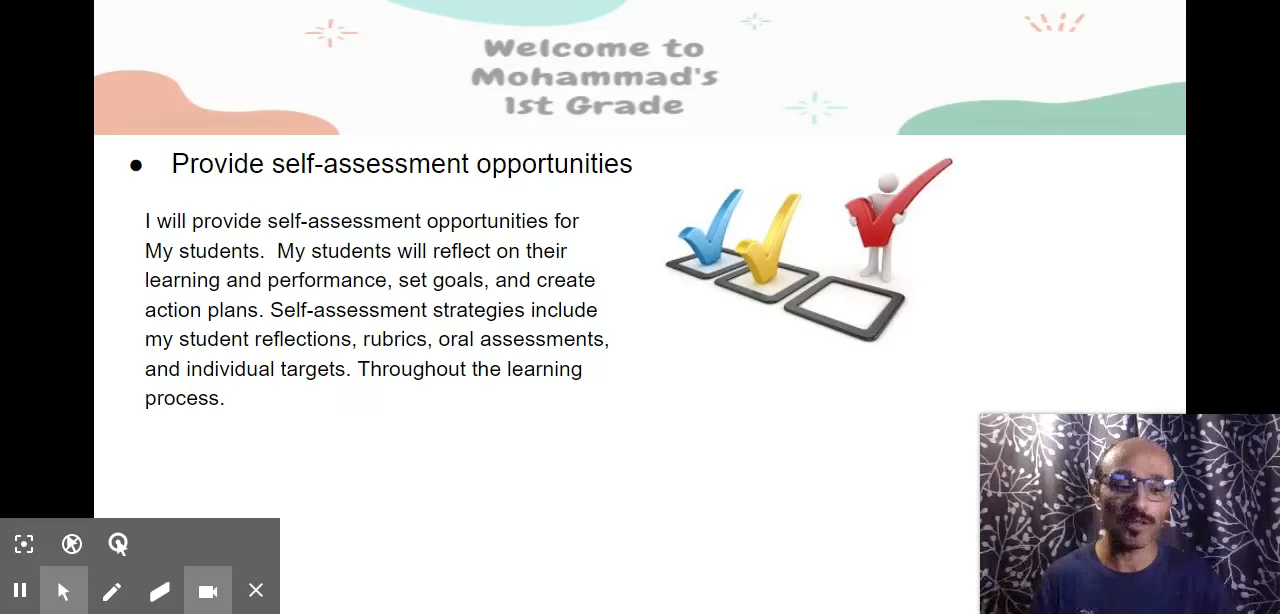 Welcome to
Mohammad's
1st Grade
● Provide self-assessment opportunities
I will provide self-assessment opportunities for
My students.  My students will reflect on their
learning and performance, set goals, and create
action plans. Self-assessment strategies include
my student reflections, rubrics, oral assessments,
and individual targets. Throughout the learning
process.